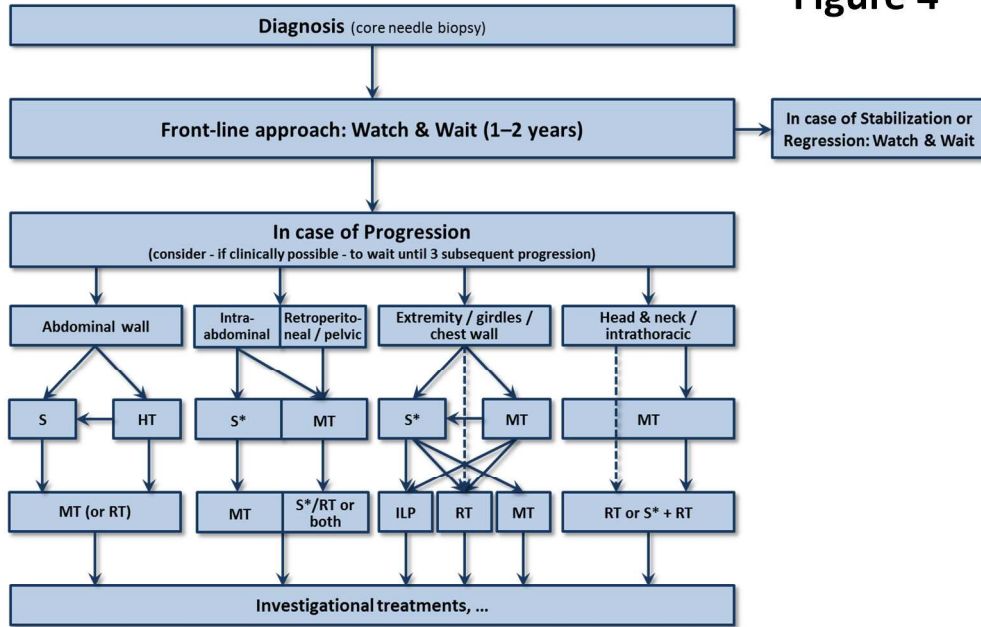 Figure 4
Diagnosis (core needle biopsy)
Front-line approach: Watch & Wait (1–2 years)
In case of Stabilization or
Regression: Watch & Wait
In case of Progression
(consider - if clinically possible - to wait until 3 subsequent progression)
Abdominal wall
Intra-
abdominal
Retroperito-
neal / pelvic
Extremity / girdles /
chest wall
Head & neck /
intrathoracic
S
HT
S*
MT
S*
MT
MT
MT (or RT)
MT
S*/RT or
both
ILP
RT
MT
RT or S* + RT
Investigational treatments, ...